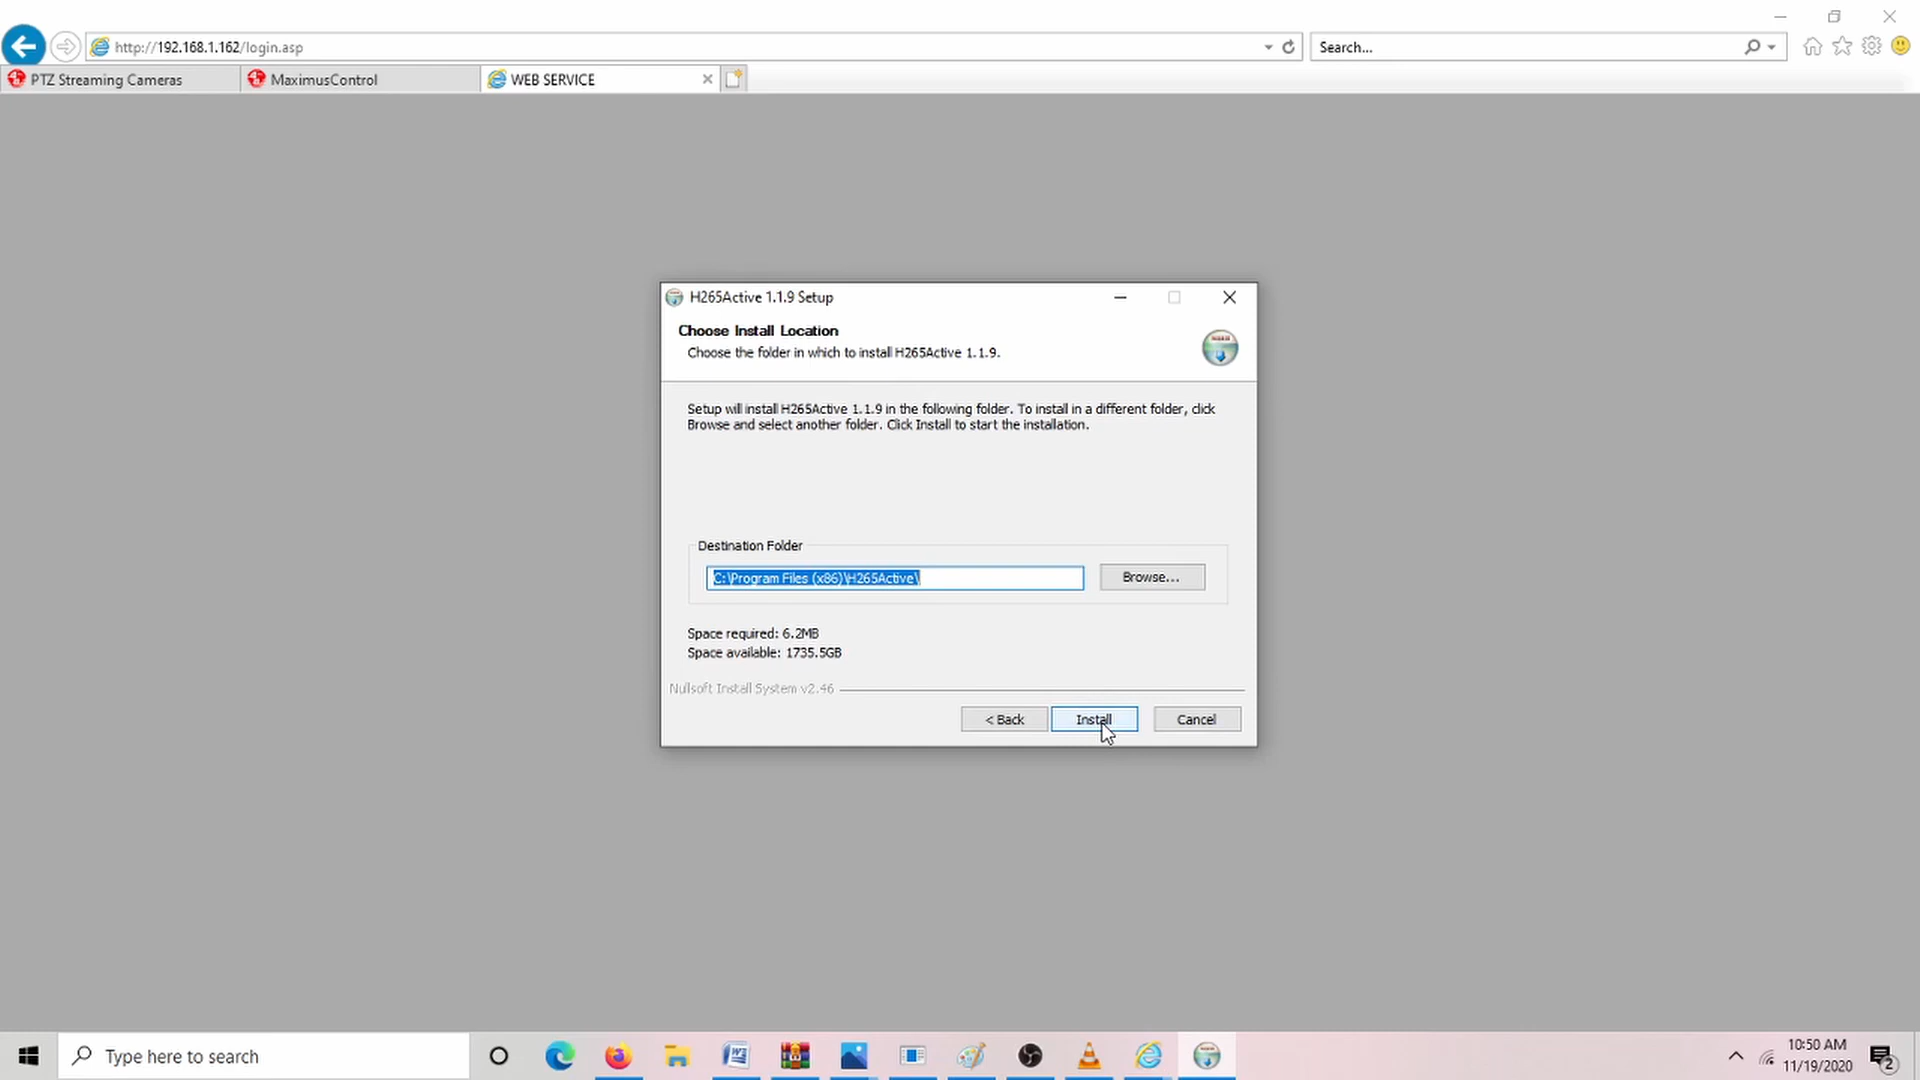 http://192.168.1.162/login.asp
Search...
PTZ Streaming Cameras
MaximusControl
WEB SERVICE
H265Active 1.1.9 Setup
Choose Install Location
Choose the folder in which to install H265Active 1.1.9.
Setup will install H265Active 1.1.9 in the following folder. To install in a different folder, click
Browse and select another folder. Click Install to start the installation.
Destination Folder
C:\Program Files (x86)\H265Active\
Browse...
Space required: 6.2MB
Space available: 1735.5GB
Nullsoft Install System v2.46
< Back
Install
Cancel
Type here to search
10:50 AM
11/19/2020
2